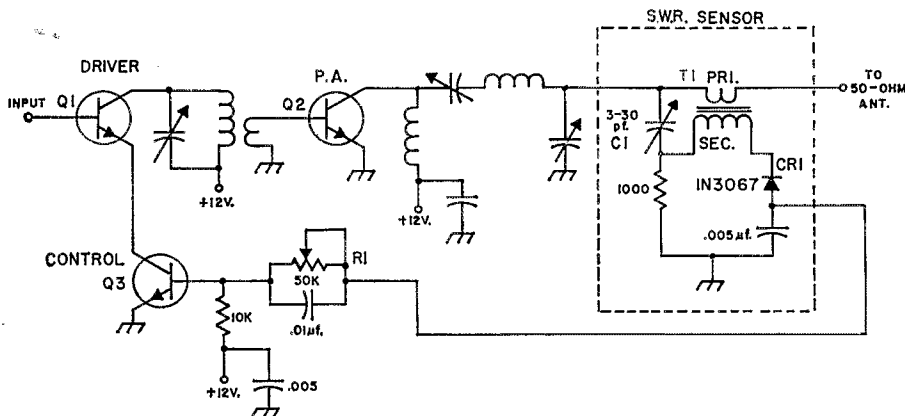 S.W.R. SENSOR
DRIVER
P.A.
T1 PRI.
TO
50-OHM
ANT.
INPUT
Q1
Q2
3-30
pf.
C1
SEC.
CR1
1N3067
1000
+12V.
+12V.
.005µf.
CONTROL
Q3
R1
50K
.01µf.
10K
+12V.
.005